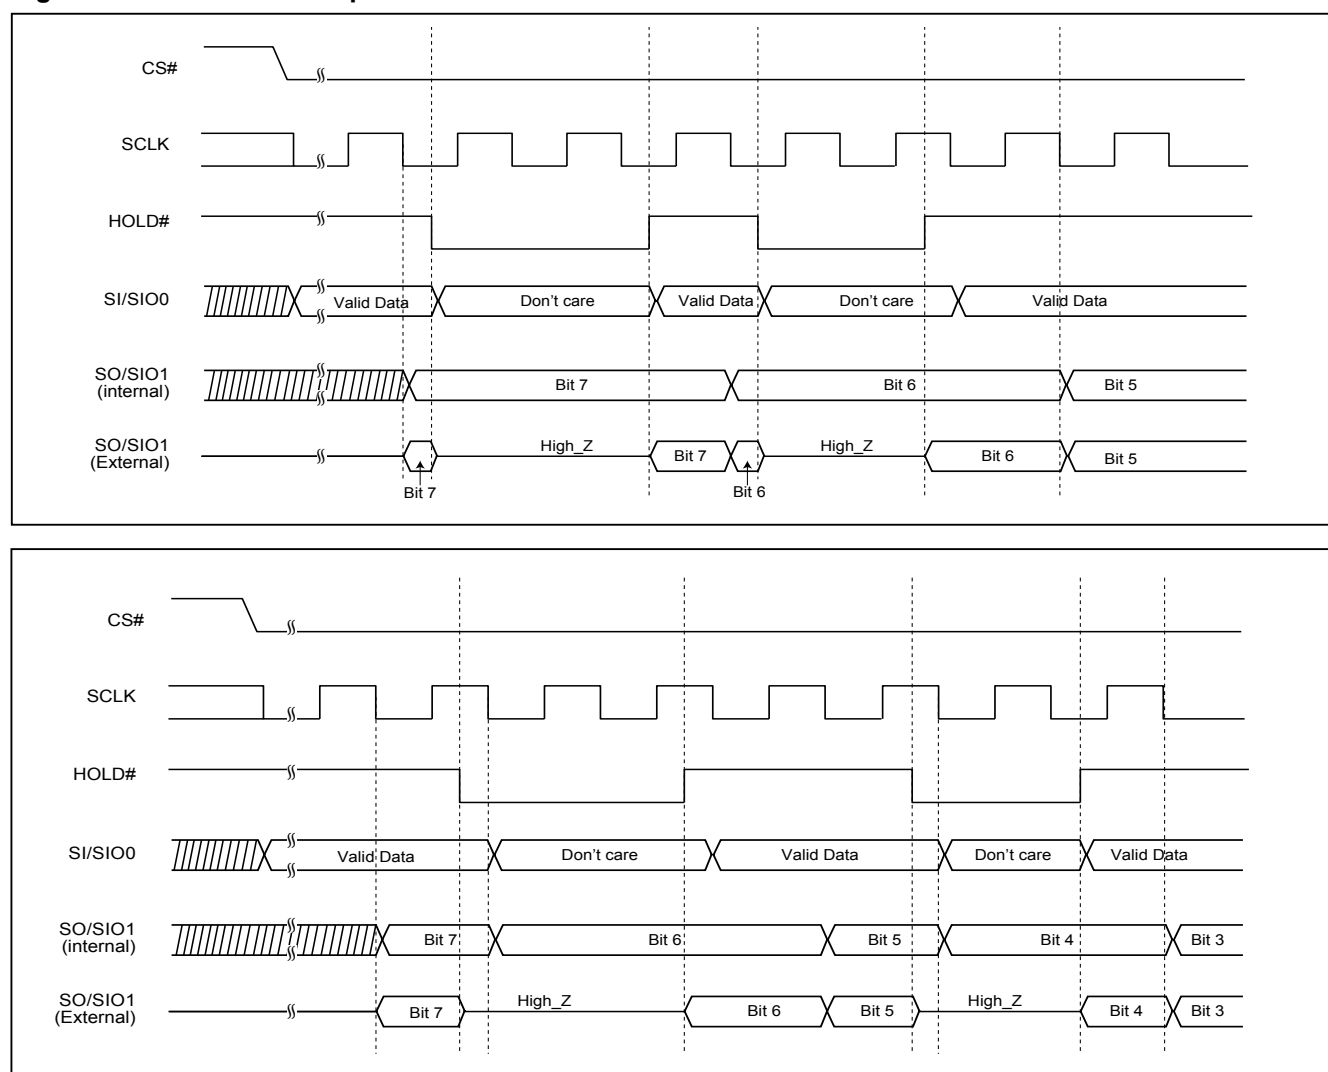 CS#
SCLK
HOLD#
SI/SIO0
Valid Data
Don't care
Valid Data
Don't care
Valid Data
SO/SIO1
(internal)
Bit 7
Bit 6
Bit 5
SO/SIO1
(External)
High_Z
Bit 7
High_Z
Bit 6
Bit 5
Bit 7
Bit 6
CS#
SCLK
HOLD#
SI/SIO0
Valid Data
Don't care
Valid Data
Don't care
Valid Data
SO/SIO1
(internal)
Bit 7
Bit 6
Bit 5
Bit 4
Bit 3
SO/SIO1
(External)
Bit 7
High_Z
Bit 6
Bit 5
High_Z
Bit 4
Bit 3